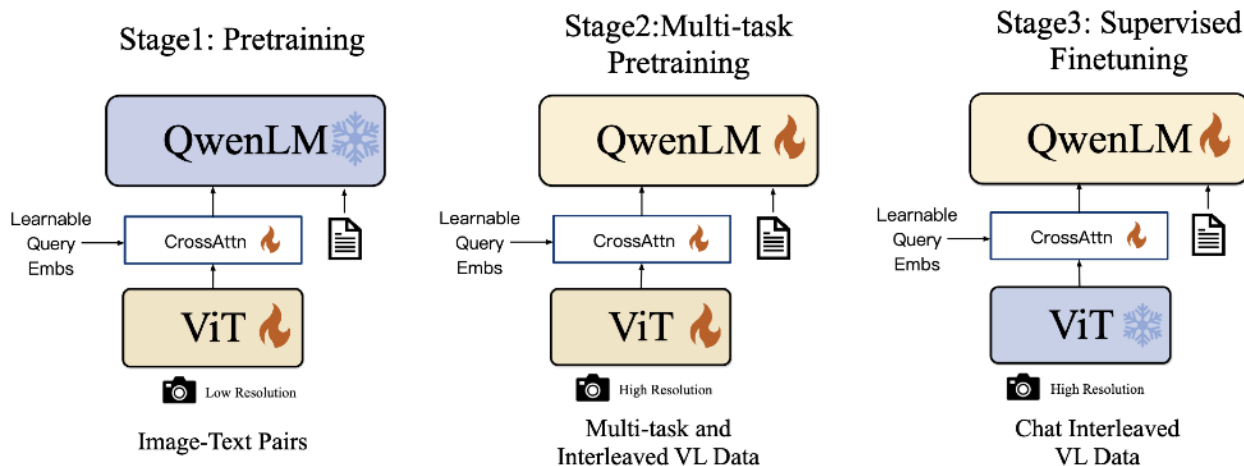 Stage1: Pretraining
QwenLM
Learnable
Query
Embs
CrossAttn
ViT
Low Resolution
Image-Text Pairs
Stage2:Multi-task
Pretraining
QwenLM
Learnable
Query
Embs
CrossAttn
ViT
High Resolution
Multi-task and
Interleaved VL Data
Stage3: Supervised
Finetuning
QwenLM
Learnable
Query
Embs
CrossAttn
ViT
High Resolution
Chat Interleaved
VL Data